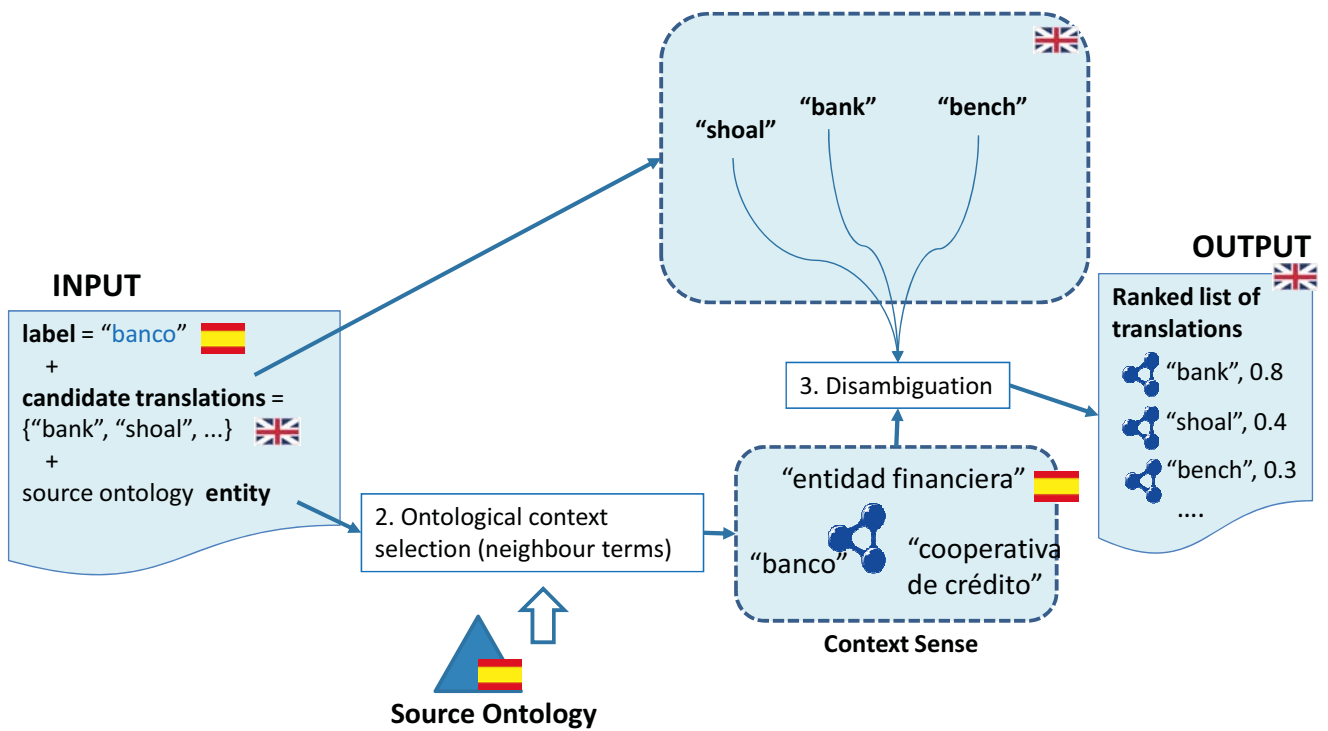 “shoal”
“bank”
“bench”
INPUT
label = “banco”
+
candidate translations =
{“bank”, “shoal”, ...}
+
source ontology entity
2. Ontological context
selection (neighbour terms)
Source Ontology
3. Disambiguation
“entidad financiera”
“banco”
“cooperativa
de crédito”
Context Sense
OUTPUT
Ranked list of
translations
“bank”, 0.8
“shoal”, 0.4
“bench”, 0.3
....